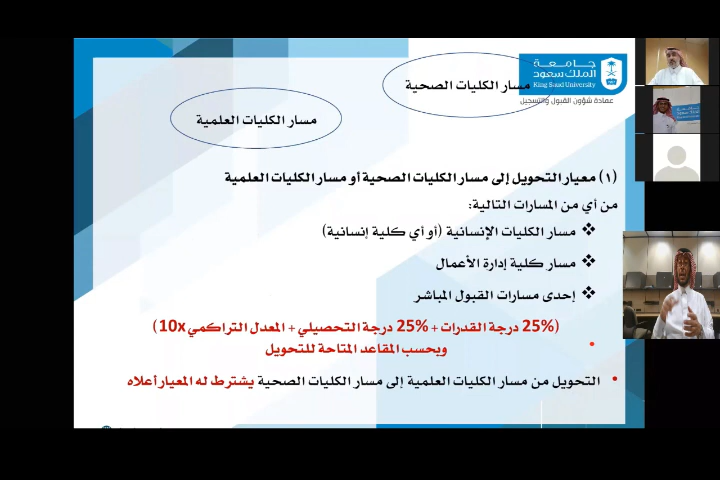 جامعة
الملك سعود
King Saud University
عمادة شؤون القبول والتسجيل
مسار الكليات الصحية
مسار الكليات العلمية
(١) معيار التحويل إلى مسار الكليات الصحية أو مسار الكليات العلمية
من أي من المسارات التالية:
❖ مسار الكليات الإنسانية (أو أي كلية إنسانية)
❖ مسار كلية إدارة الأعمال
❖ إحدى مسارات القبول المباشر
(25% درجة القدرات + 25% درجة التحصيلي + المعدل التراكمي 10x)
• وبحسب المقاعد المتاحة للتحويل
• التحويل من مسار الكليات العلمية إلى مسار الكليات الصحية يشترط له المعيار أعلاه